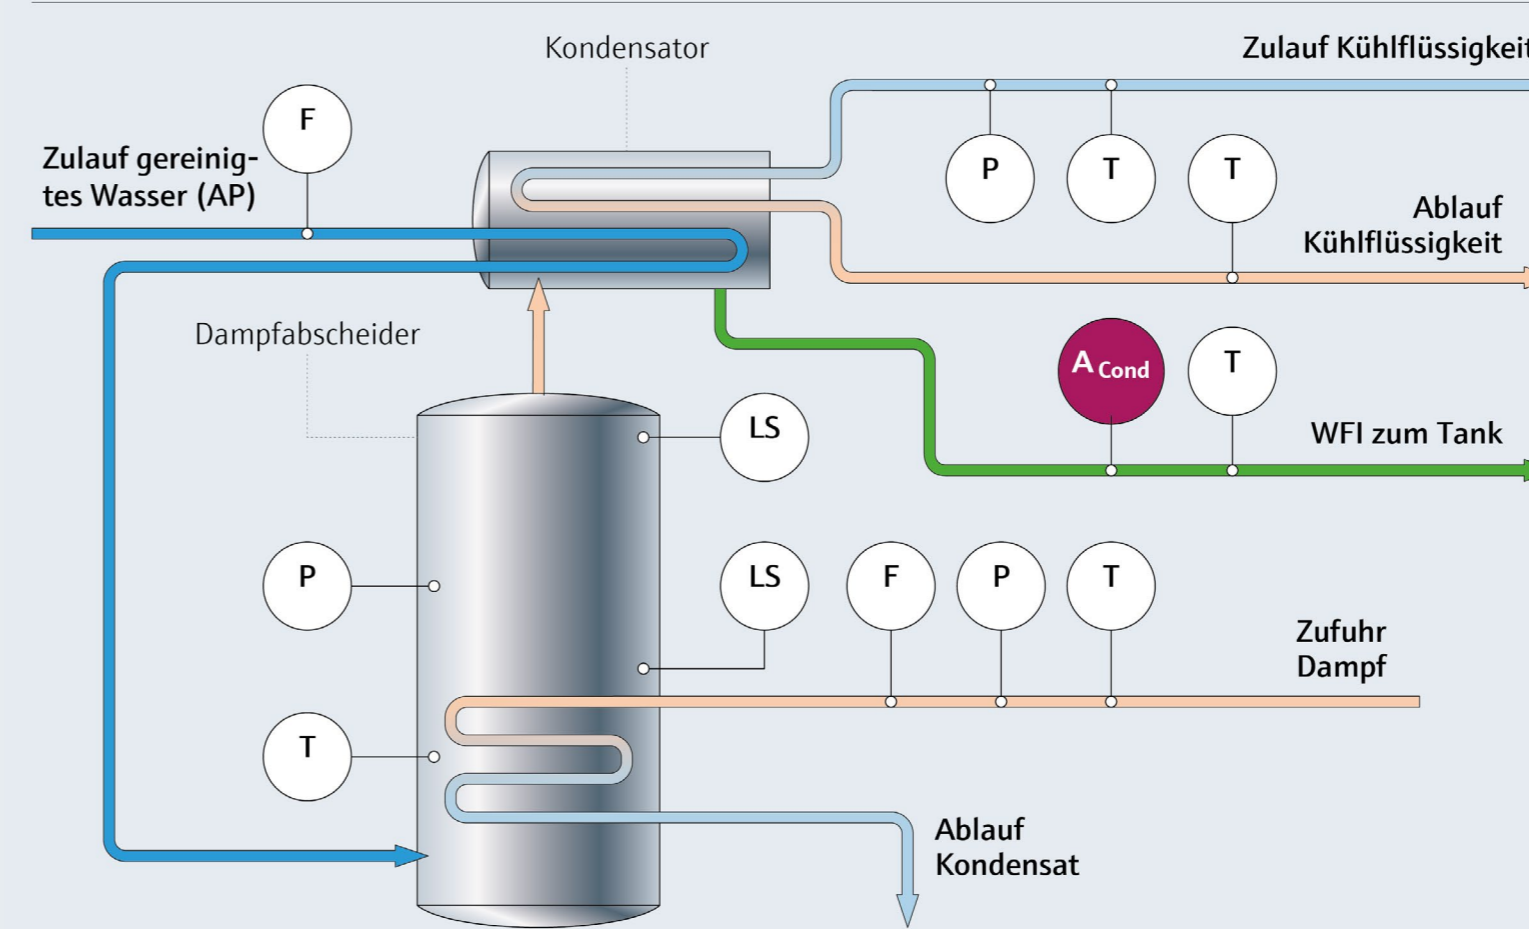 Kondensator
Zulauf Kühlflüssigkeit
F
Zulauf gereinig-
tes Wasser (AP)
P
T
T
Ablauf
Kühlflüssigkeit
Dampfabscheider
A Cond
T
LS
WFI zum Tank
P
LS
F
P
T
Zufuhr
Dampf
T
Ablauf
Kondensat